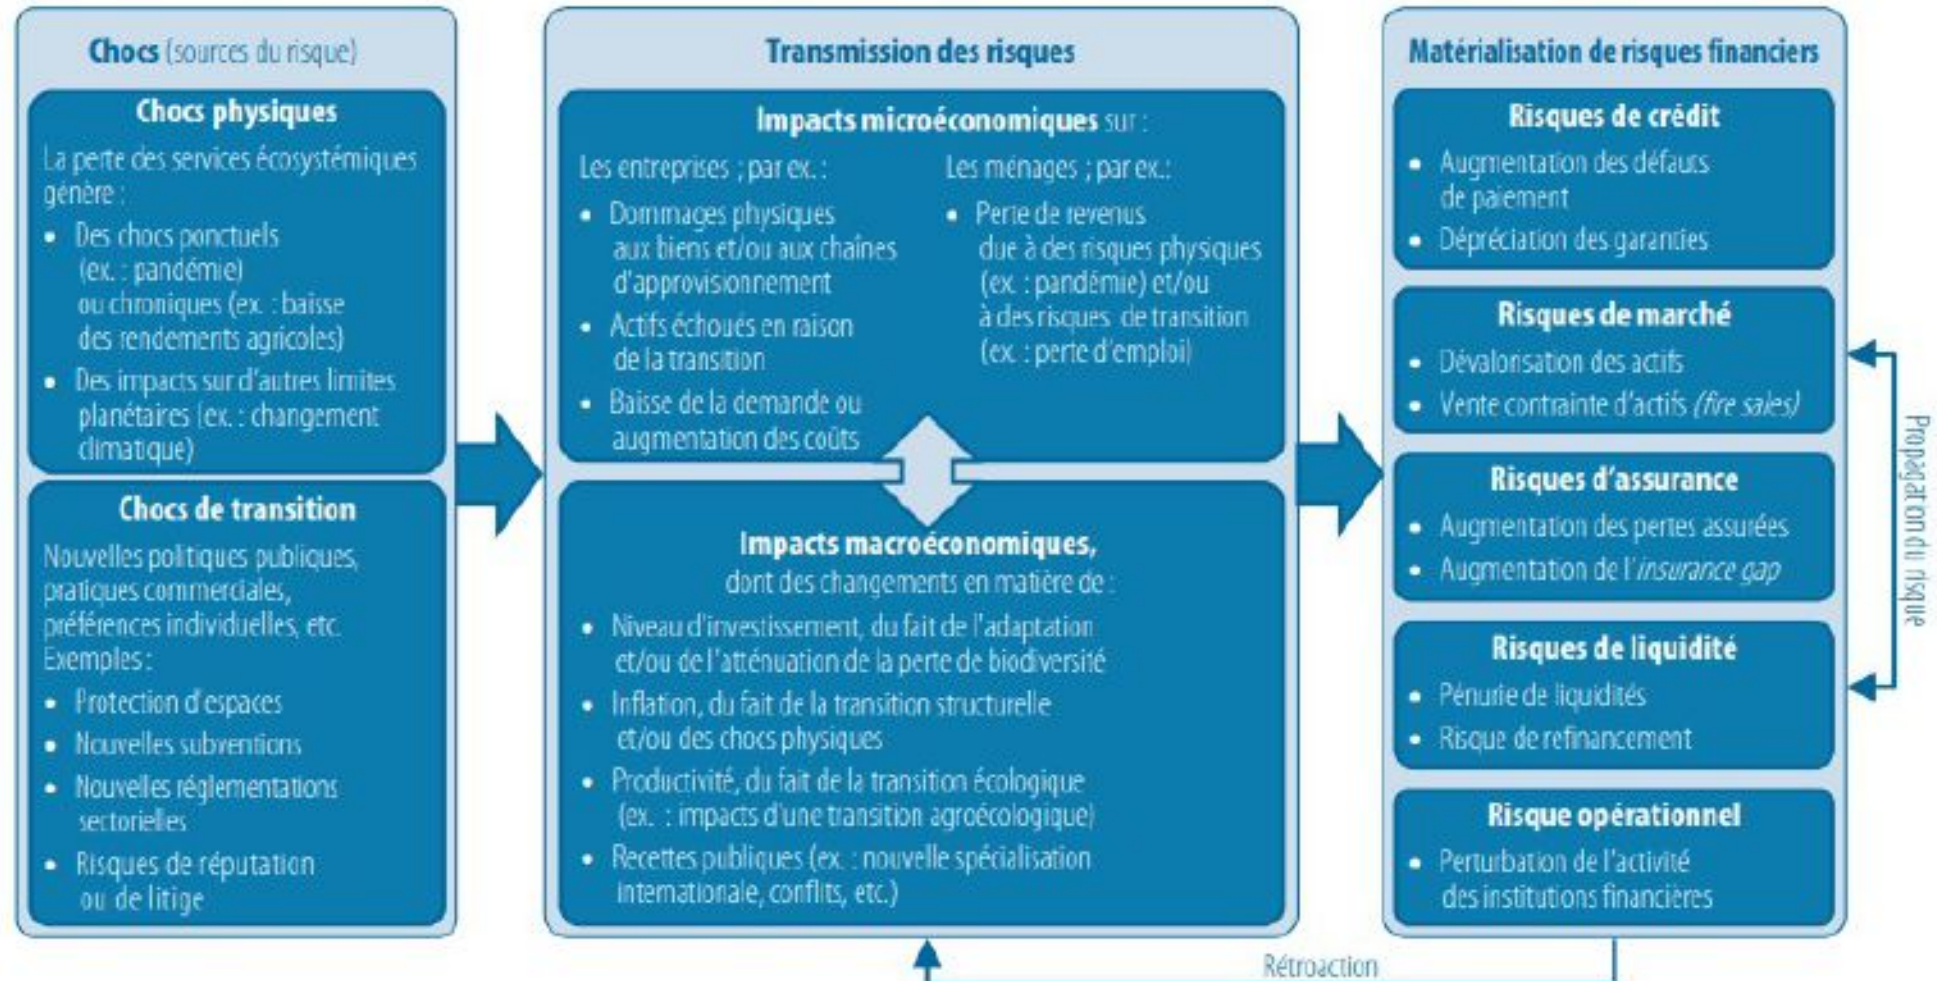 Chocs (sources du risque)
Chocs physiques
La perte des services écosystémiques
génère :
• Des chocs ponctuels
(ex. : pandémie)
ou chroniques (ex. : baisse
des rendements agricoles)
• Des impacts sur d'autres limites
planétaires (ex. : changement
climatique)
Chocs de transition
Nouvelles politiques publiques,
pratiques commerciales,
préférences individuelles, etc.
Exemples :
• Protection d'espaces
• Nouvelles subventions
• Nouvelles réglementations
sectorielles
• Risques de réputation
ou de litige
Transmission des risques
Impacts microéconomiques sur :
Les entreprises ; par ex. :
• Dommages physiques
aux biens et/ou aux chaînes
d'approvisionnement
• Actifs échoués en raison
de la transition
• Baisse de la demande ou
augmentation des coûts
Les ménages ; par ex.:
• Perte de revenus
due à des risques physiques
(ex. : pandémie) et/ou
à des risques de transition
(ex. : perte d'emploi)
Impacts macroéconomiques,
dont des changements en matière de :
• Niveau d'investissement, du fait de l'adaptation
et/ou de l'atténuation de la perte de biodiversité
• Inflation, du fait de la transition structurelle
et/ou des chocs physiques
• Productivité, du fait de la transition écologique
(ex. : impacts d'une transition agroécologique)
• Recettes publiques (ex. : nouvelle spécialisation
internationale, conflits, etc.)
Matérialisation de risques financiers
Risques de crédit
• Augmentation des défauts
de paiement
• Dépréciation des garanties
Risques de marché
• Dévalorisation des actifs
• Vente contrainte d'actifs (fire sales)
Risques d'assurance
• Augmentation des pertes assurées
• Augmentation de l'insurance gap
Risques de liquidité
• Pénurie de liquidités
• Risque de refinancement
Risque opérationnel
• Perturbation de l'activité
des institutions financières
Propagation du risque
Rétroaction